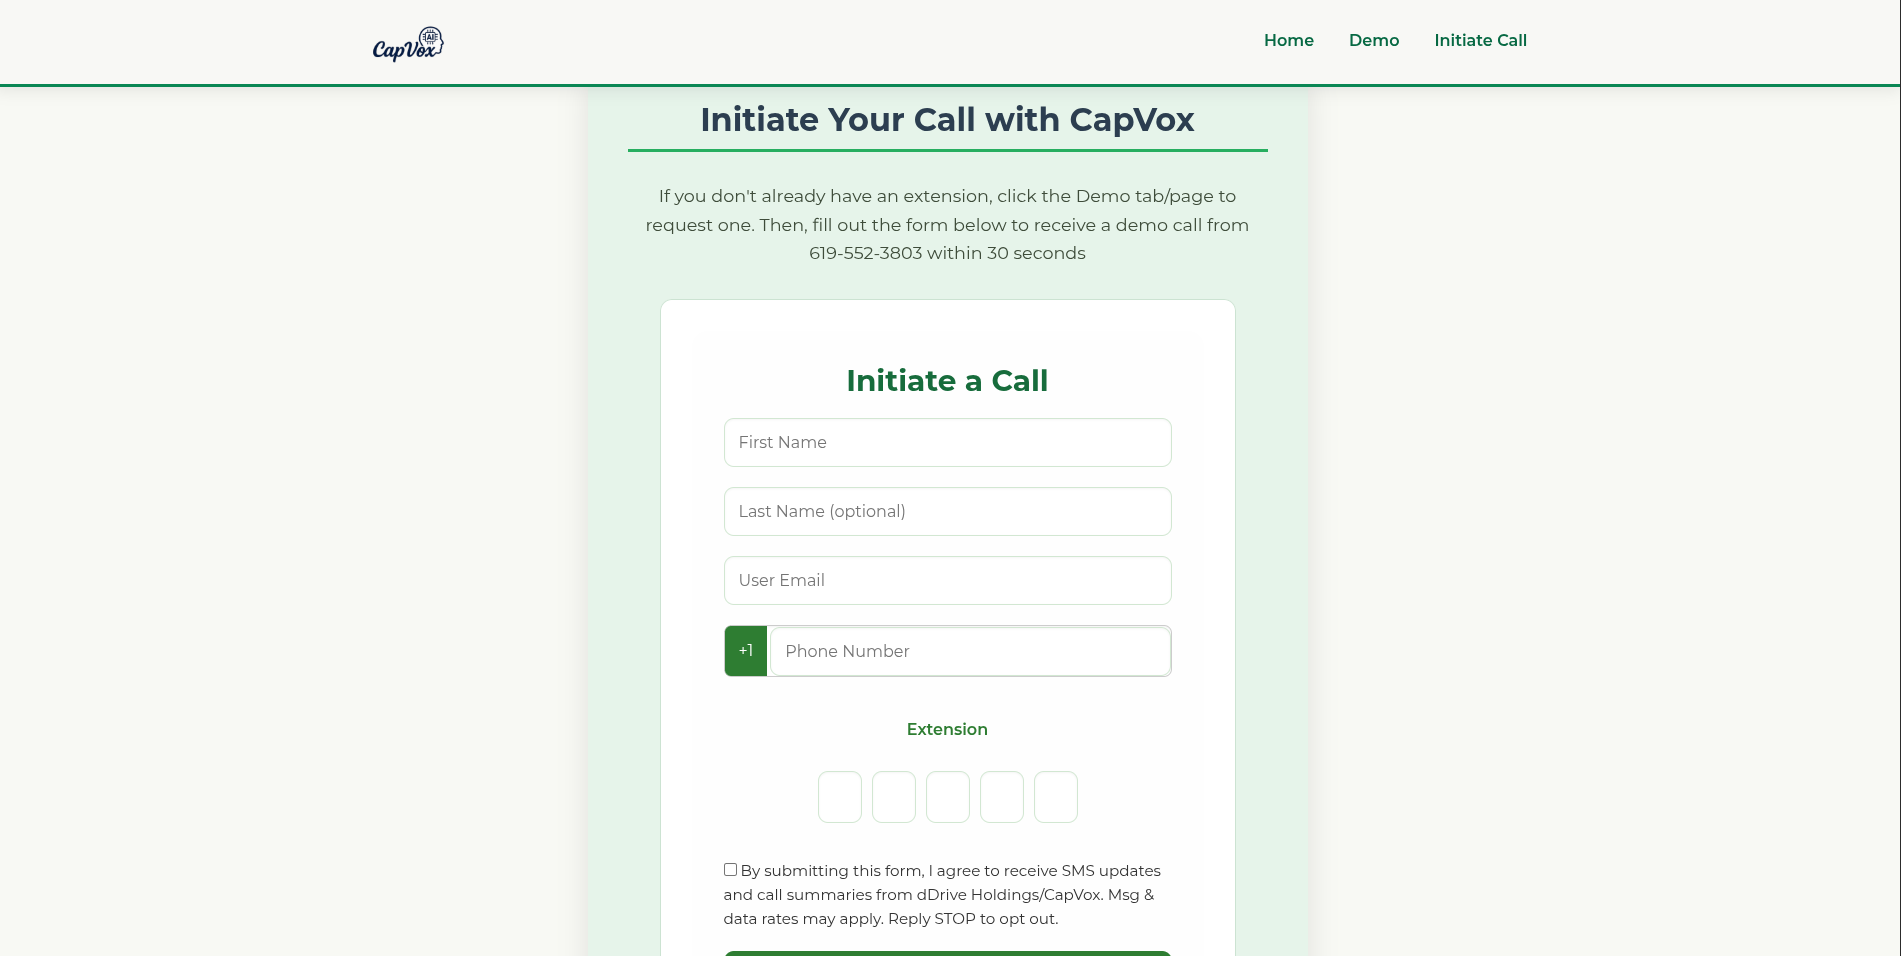 CapVox
AI
Home
Demo
Initiate Call
Initiate Your Call with CapVox
If you don't already have an extension, click the Demo tab/page to
request one. Then, fill out the form below to receive a demo call from
619-552-3803 within 30 seconds
Initiate a Call
First Name
Last Name (optional)
User Email
+1
Phone Number
Extension
By submitting this form, I agree to receive SMS updates
and call summaries from dDrive Holdings/CapVox. Msg &
data rates may apply. Reply STOP to opt out.